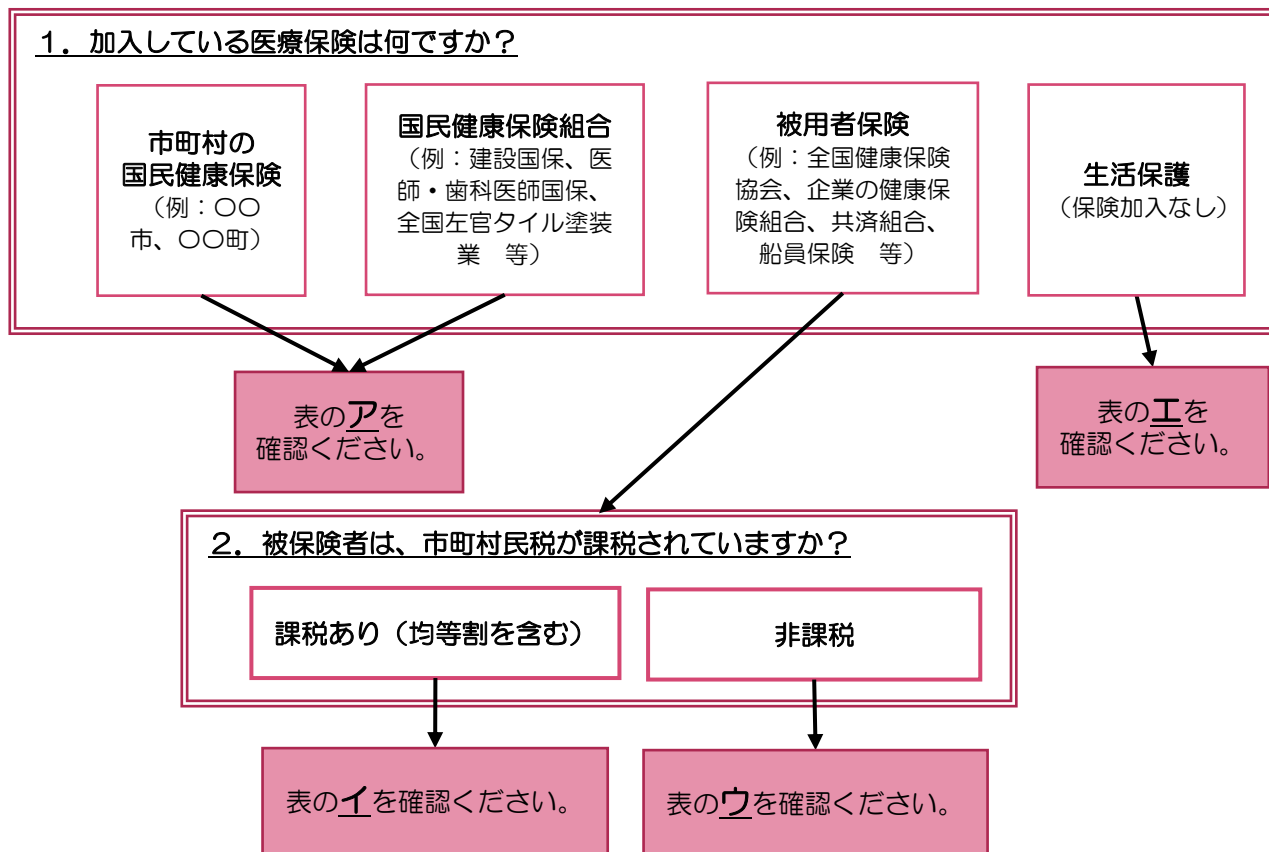 １．加入している医療保険は何ですか？
市町村の
国民健康保険
（例：〇〇
市、〇〇町）
国民健康保険組合
（例：建設国保、医
師・歯科医師国保、
全国左官タイル塗装
業　等）
被用者保険
（例：全国健康保険
協会、企業の健康保
険組合、共済組合、
船員保険　等）
生活保護
（保険加入なし）
表のアを
確認ください。
表のエを
確認ください。
２．被保険者は、市町村民税が課税されていますか？
課税あり（均等割を含む）
非課税
表のイを確認ください。
表のウを確認ください。